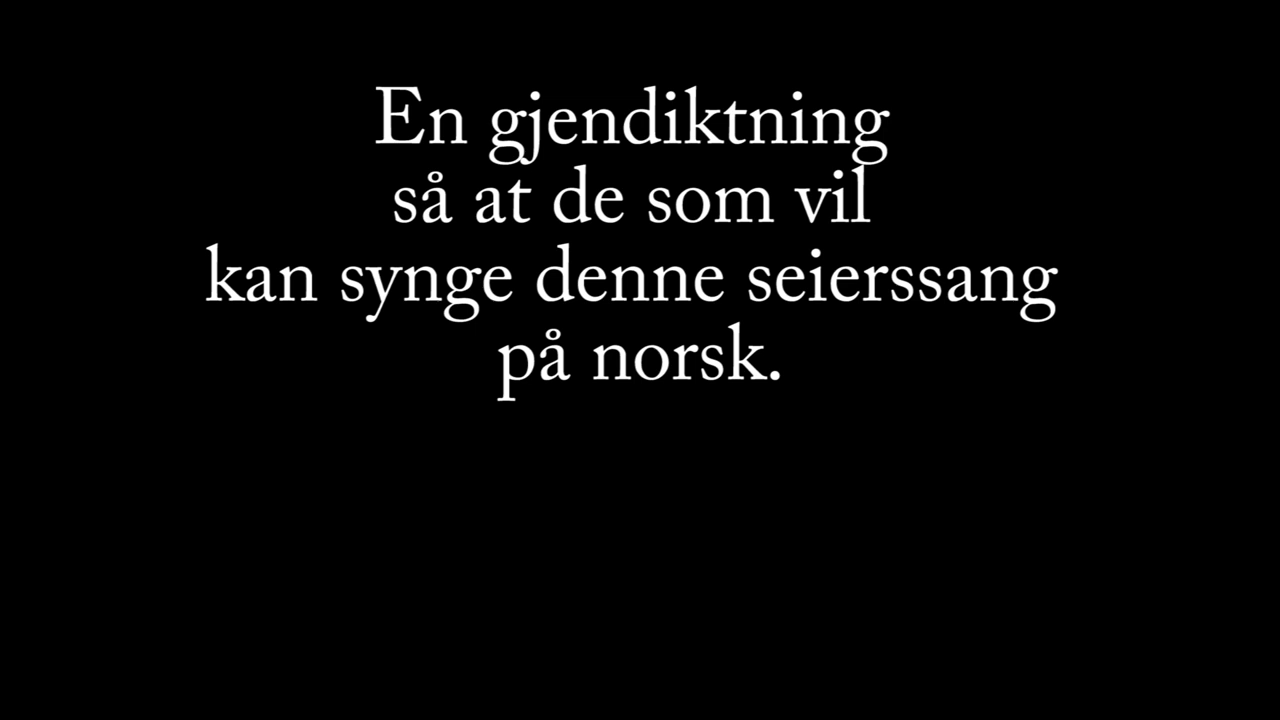 En gjendiktning
så at de som vil
kan synge denne seierssang
på norsk.